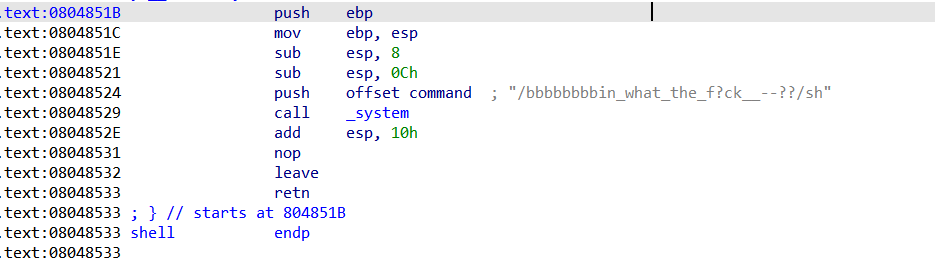 .text:0804851B push ebp
.text:0804851C mov ebp, esp
.text:0804851E sub esp, 8
.text:08048521 sub esp, 0Ch
.text:08048524 push offset command ; "/bbbbbbbbin_what_the_f?ck__--??/sh"
.text:08048529 call _system
.text:0804852E add esp, 10h
.text:08048531 nop
.text:08048532 leave
.text:08048533 retn
.text:08048533 ; } // starts at 804851B
.text:08048533 shell endp
.text:08048533